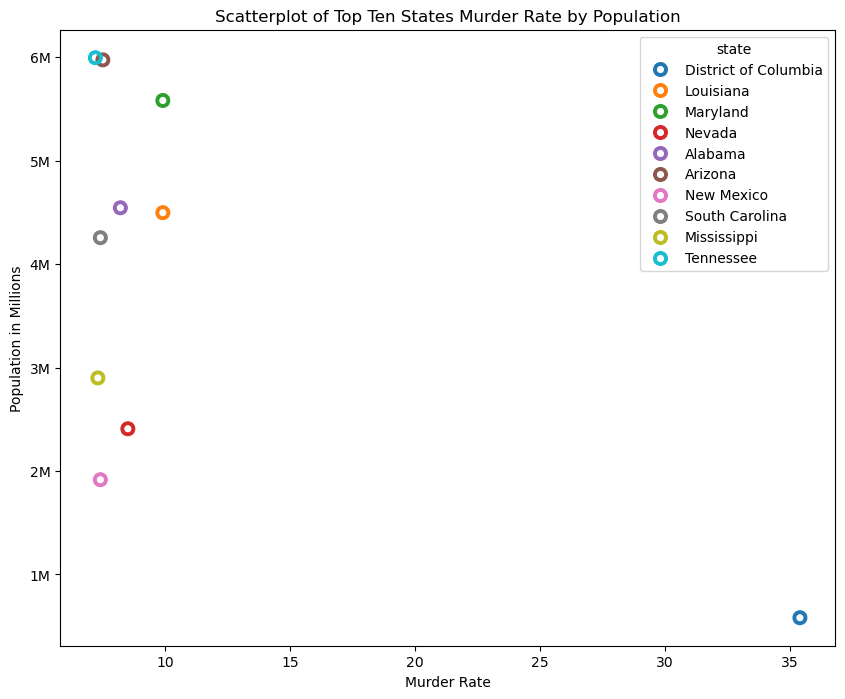 Scatterplot of Top Ten States Murder Rate by Population
state
District of Columbia
Louisiana
Maryland
Nevada
Alabama
Arizona
New Mexico
South Carolina
Mississippi
Tennessee
Population in Millions
6M
5M
4M
3M
2M
1M
10
15
20
25
30
35
Murder Rate